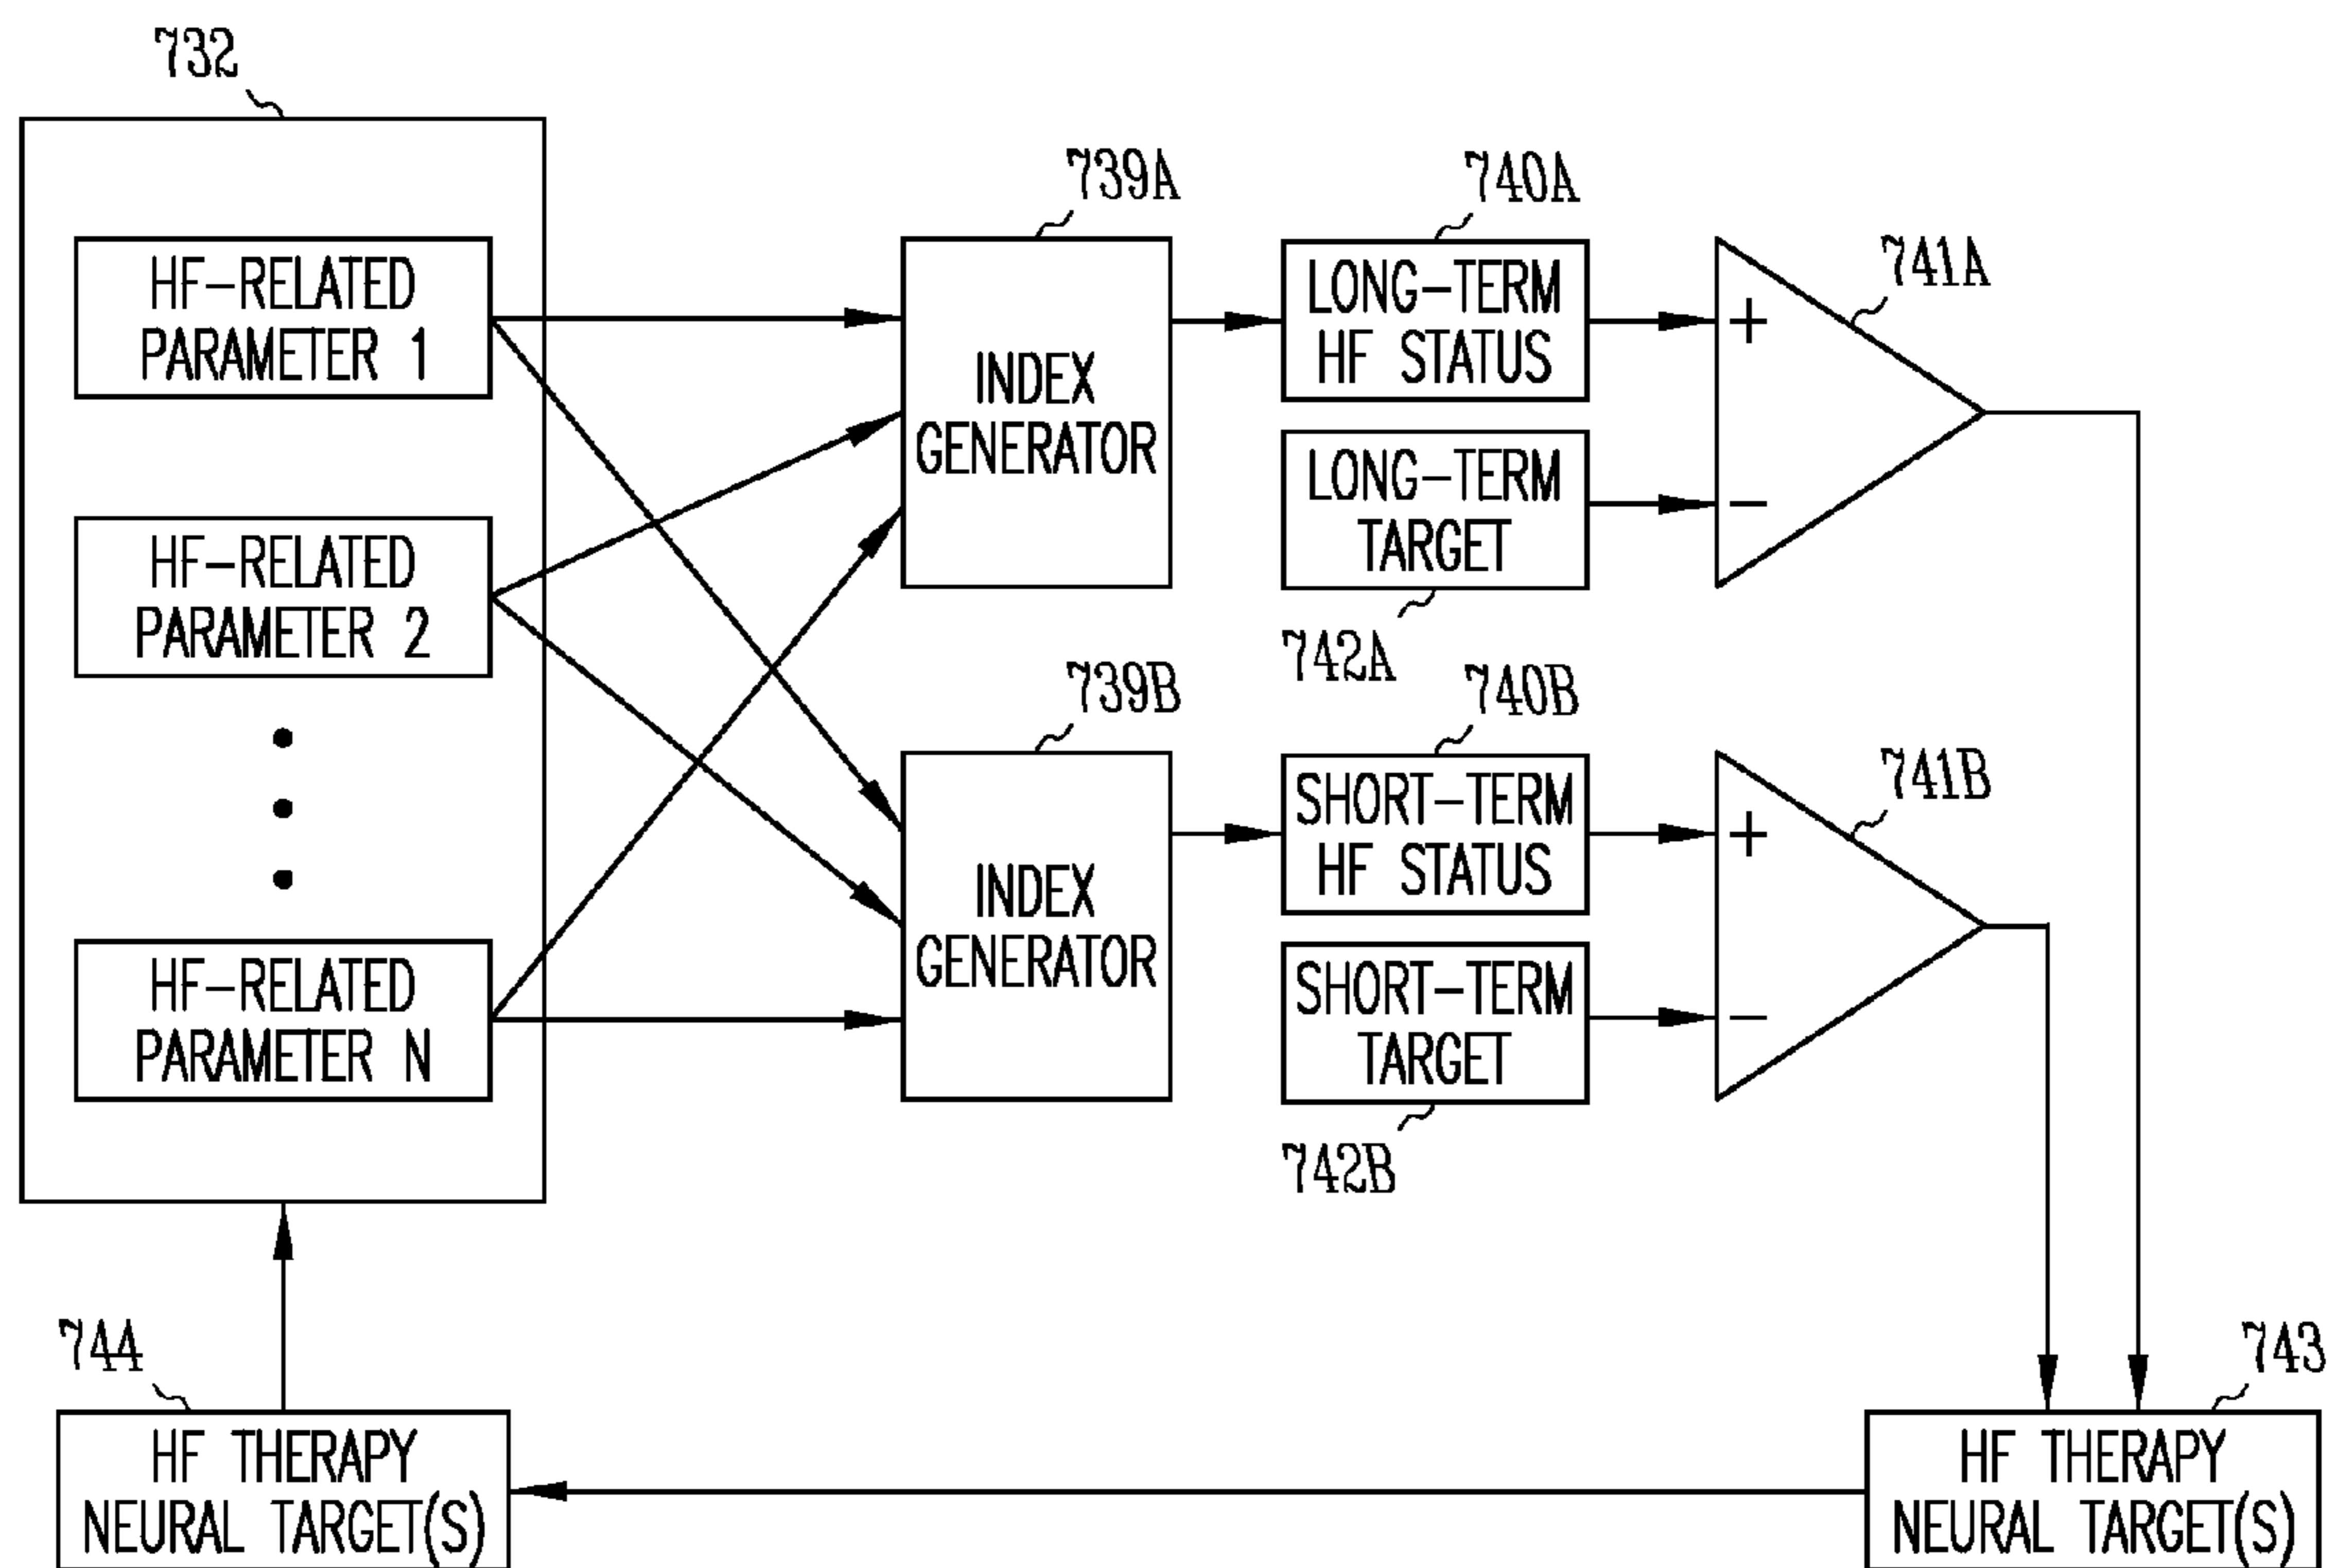 732
HF-RELATED
PARAMETER 1
HF-RELATED
PARAMETER 2
HF-RELATED
PARAMETER N
739A
INDEX
GENERATOR
740A
LONG-TERM
HF STATUS
741A
+
LONG-TERM
TARGET
−
742A
739B
INDEX
GENERATOR
740B
SHORT-TERM
HF STATUS
741B
+
SHORT-TERM
TARGET
−
742B
744
HF THERAPY
NEURAL TARGET(S)
743
HF THERAPY
NEURAL TARGET(S)